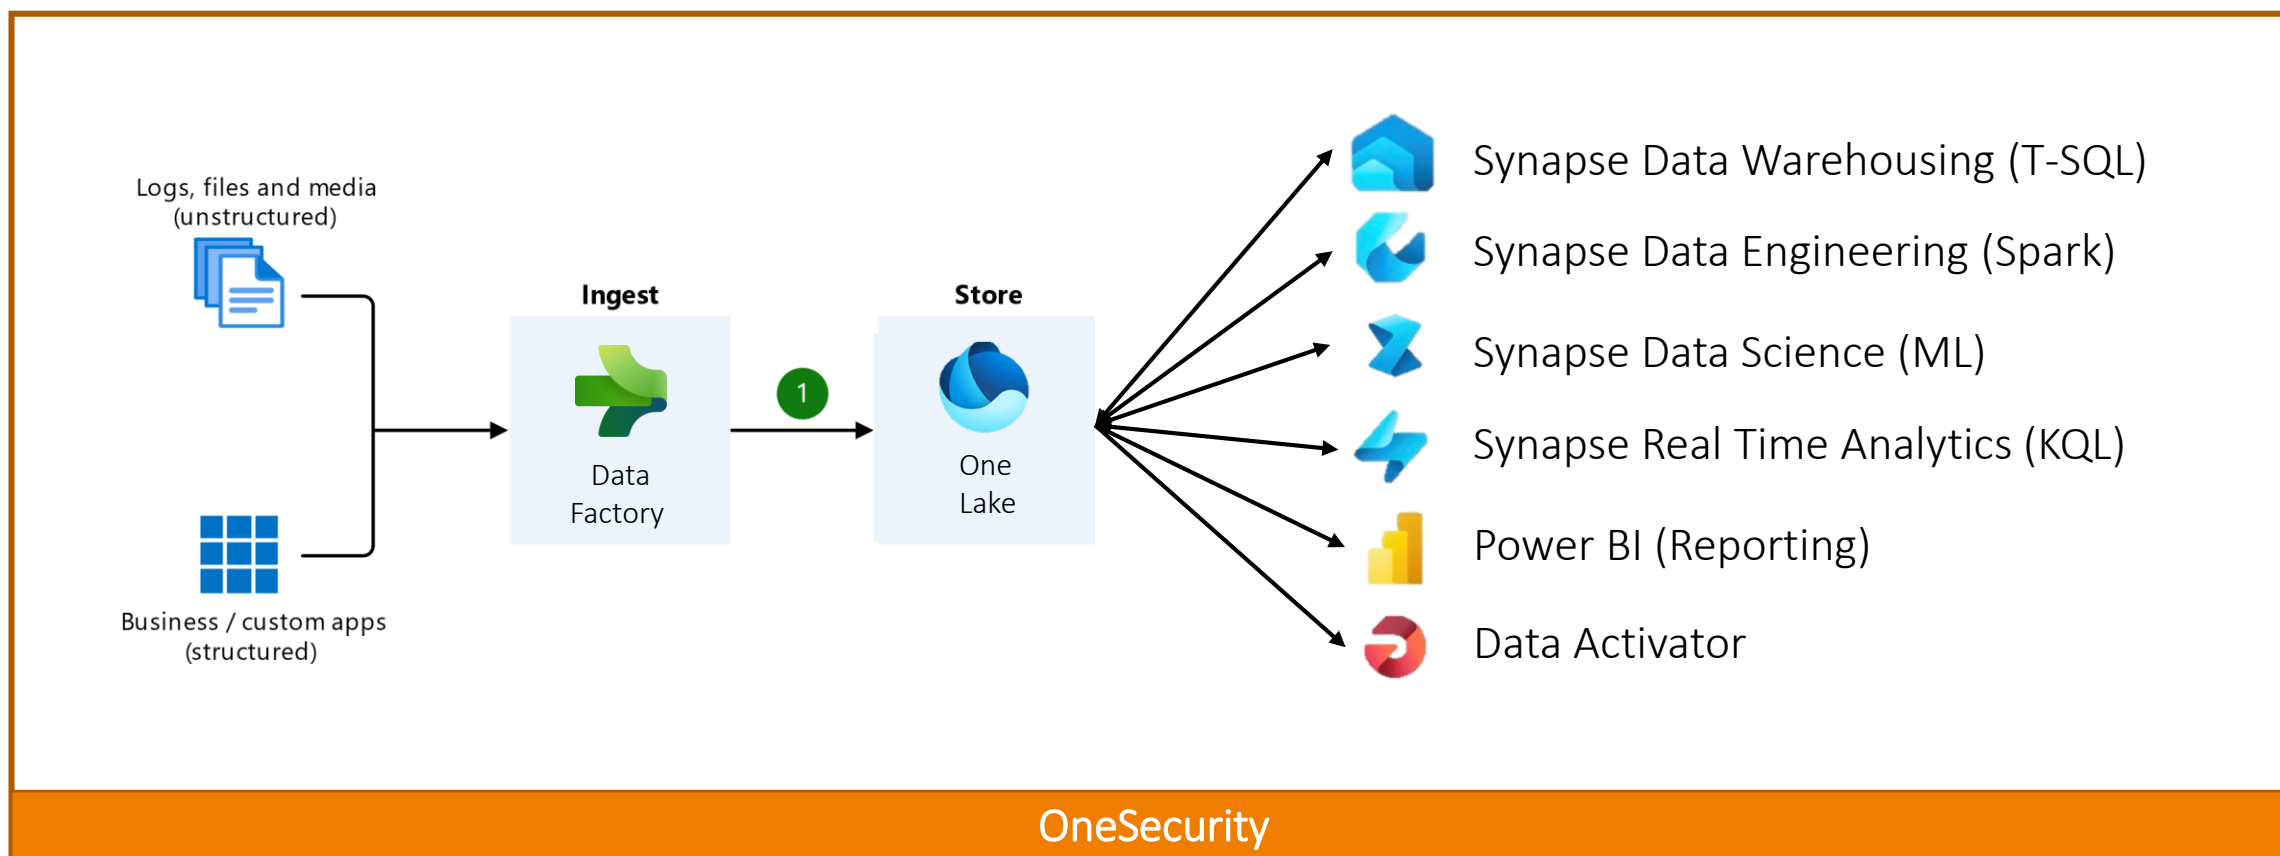 Logs, files and media
(unstructured)
Business / custom apps
(structured)
Ingest
Data
Factory
1
Store
One
Lake
Synapse Data Warehousing (T-SQL)
Synapse Data Engineering (Spark)
Synapse Data Science (ML)
Synapse Real Time Analytics (KQL)
Power BI (Reporting)
Data Activator
OneSecurity